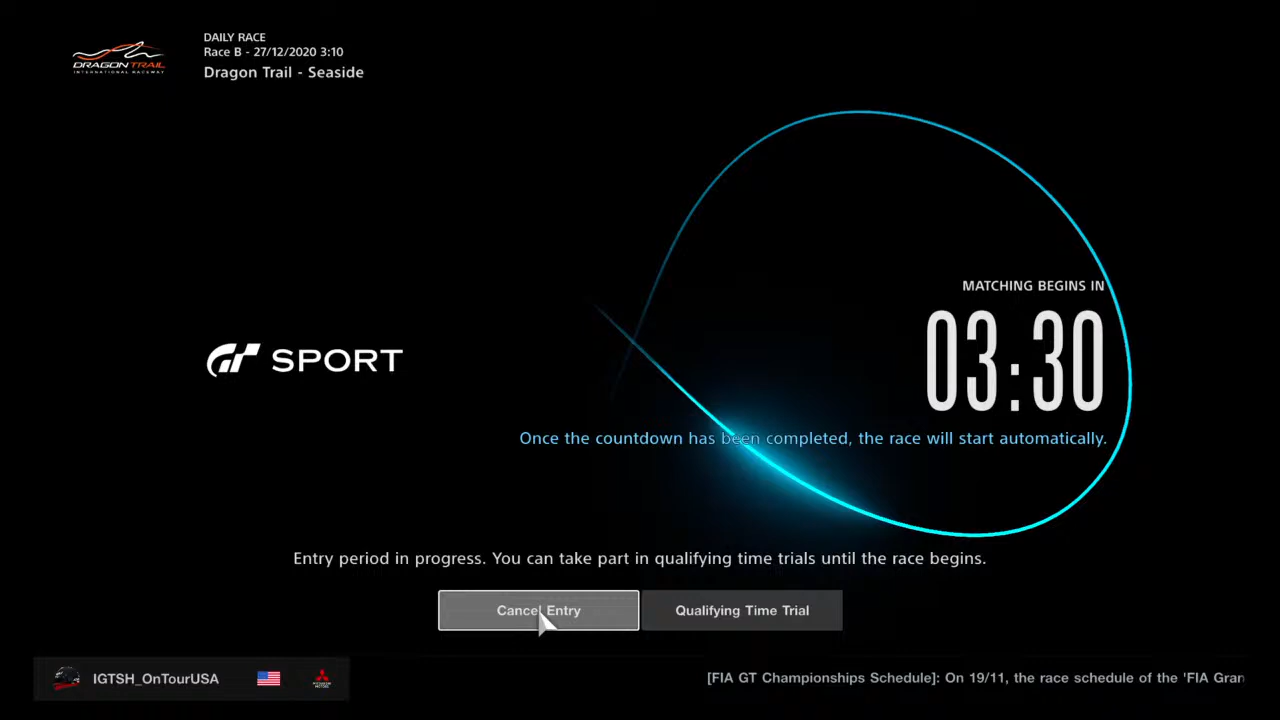 DAILY RACE
Race B - 27/12/2020 3:10
Dragon Trail - Seaside
DRAGON TRAIL
INTERNATIONAL RACEWAY
MATCHING BEGINS IN
03:30
GT SPORT
Once the countdown has been completed, the race will start automatically.
Entry period in progress. You can take part in qualifying time trials until the race begins.
Cancel Entry
Qualifying Time Trial
IGTSH_OnTourUSA
MITSUBISHI MOTORS
[FIA GT Championships Schedule]: On 19/11, the race schedule of the 'FIA Gran